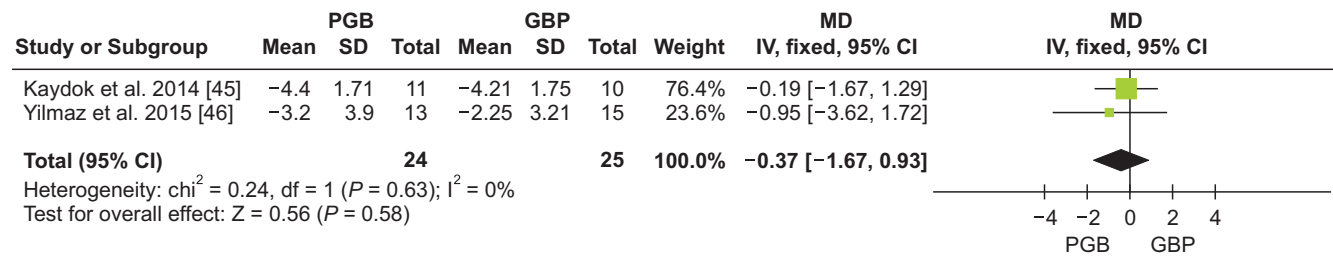 PGB GBP MD MD
Study or Subgroup Mean SD Total Mean SD Total Weight IV, fixed, 95% CI IV, fixed, 95% CI
Kaydok et al. 2014 [45] −4.4 1.71 11 −4.21 1.75 10 76.4% −0.19 [−1.67, 1.29]
Yilmaz et al. 2015 [46] −3.2 3.9 13 −2.25 3.21 15 23.6% −0.95 [−3.62, 1.72]
Total (95% CI) 24 25 100.0% −0.37 [−1.67, 0.93]
Heterogeneity: chi² = 0.24, df = 1 (P = 0.63); I² = 0%
Test for overall effect: Z = 0.56 (P = 0.58)
−4 −2 0 2 4
PGB GBP